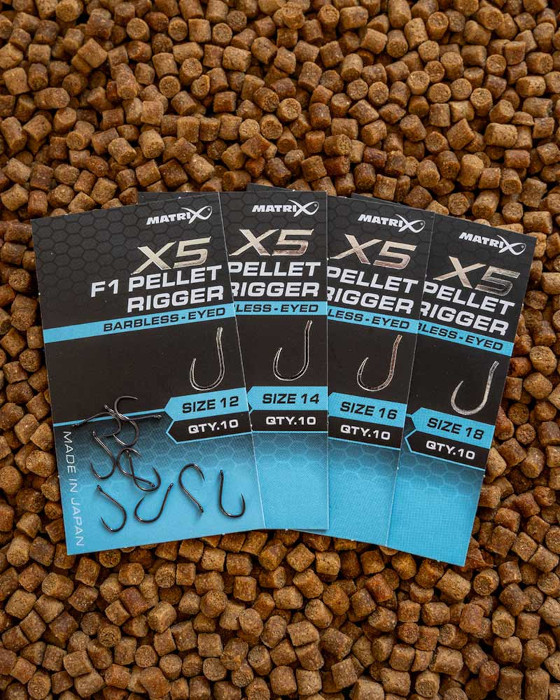 MATRIX
X5
F1 PELLET
RIGGER
BARBLESS-EYED
SIZE 12
QTY.10
MADE IN JAPAN
MATRIX
X5
PELLET
RIGGER
LESS-EYED
SIZE 14
QTY.10
MATRIX
X5
PELLET
RIGGER
LESS-EYED
SIZE 16
QTY.10
MATRIX
X5
PELLET
RIGGER
LESS-EYED
SIZE 18
QTY.10